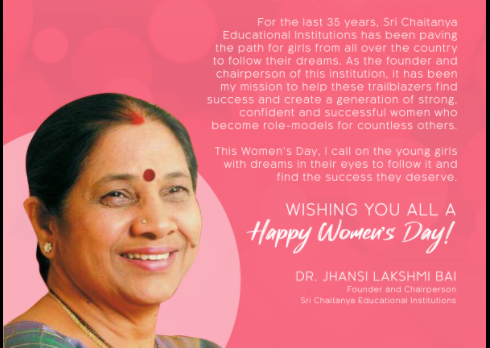 For the last 35 years, Sri Chaitanya
Educational Institutions has been paving
the path for girls from all over the country
to follow their dreams. As the founder and
chairperson of this institution, it has been
my mission to help these trailblazers find
success and create a generation of strong,
confident and successful women who
become role-models for countless others.
This Women's Day, I call on the young girls
with dreams in their eyes to follow it and
find the success they deserve.
WISHING YOU ALL A
Happy Women's Day!
DR. JHANSI LAKSHMI BAI
Founder and Chairperson
Sri Chaitanya Educational Institutions